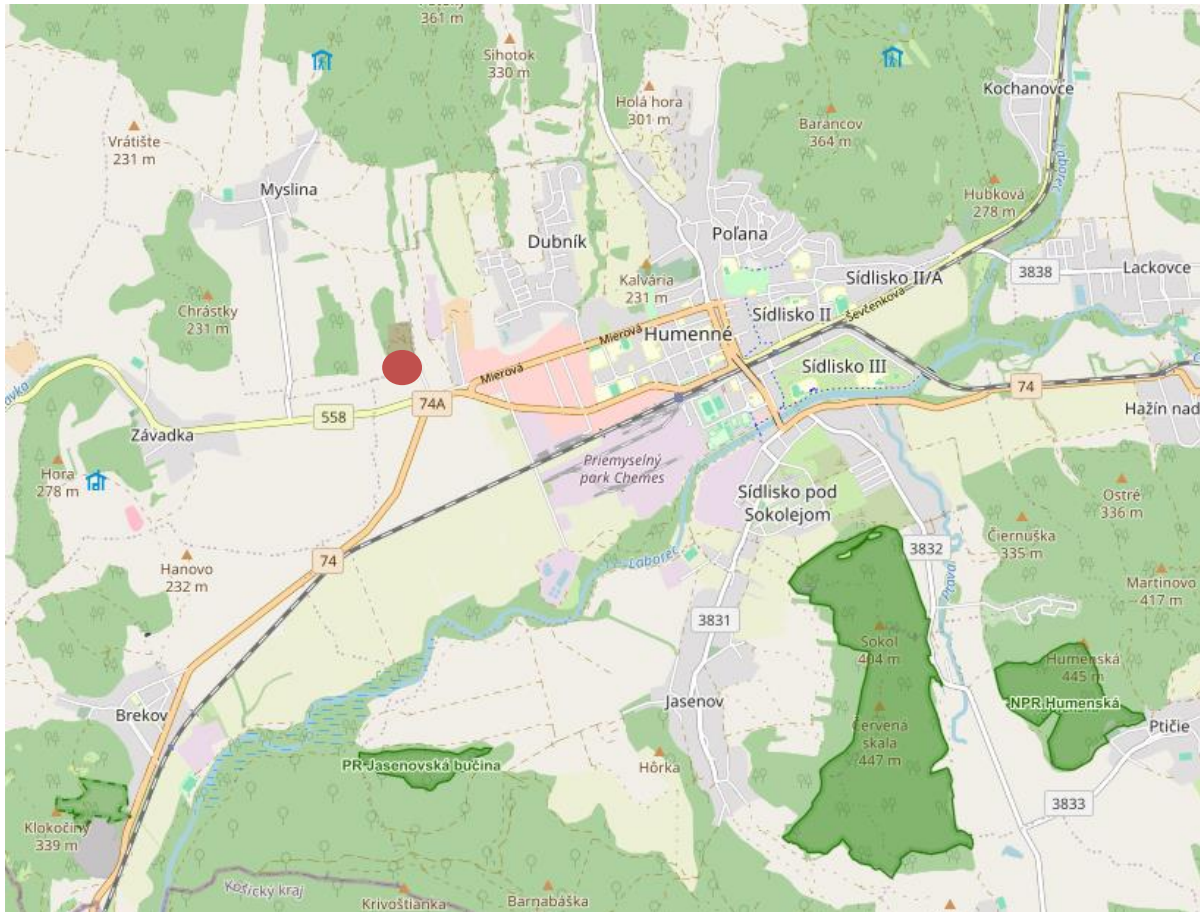 361 m
Sihotok
330 m
Holá hora
301 m
Kochanovce
Vrátište
231 m
Barancov
364 m
Laborec
Myslina
Hubková
278 m
Dubník
Poľana
Kalvária
231 m
Sídlisko II/A
3838
Lackovce
Chrástky
231 m
Sídlisko II
Ševčenkova
Mierová
Humenné
Mierová
Sídlisko III
74
74A
558
Hažín nad
Závadka
Hora
278 m
Priemyselný
park Chemes
Sídlisko pod
Sokolejom
Ostré
336 m
Čiernuška
335 m
74
Laborec
3832
Hanovo
232 m
Martinovo
417 m
Ptava
3831
Sokol
404 m
Humenská
445 m
Brekov
Jasenov
NPR Humenská
Červená
skala
447 m
Ptičie
PR Jasenovská bučina
Hôrka
3833
Klokočiny
339 m
Košický kraj
Krivoštianka
Barnabáška